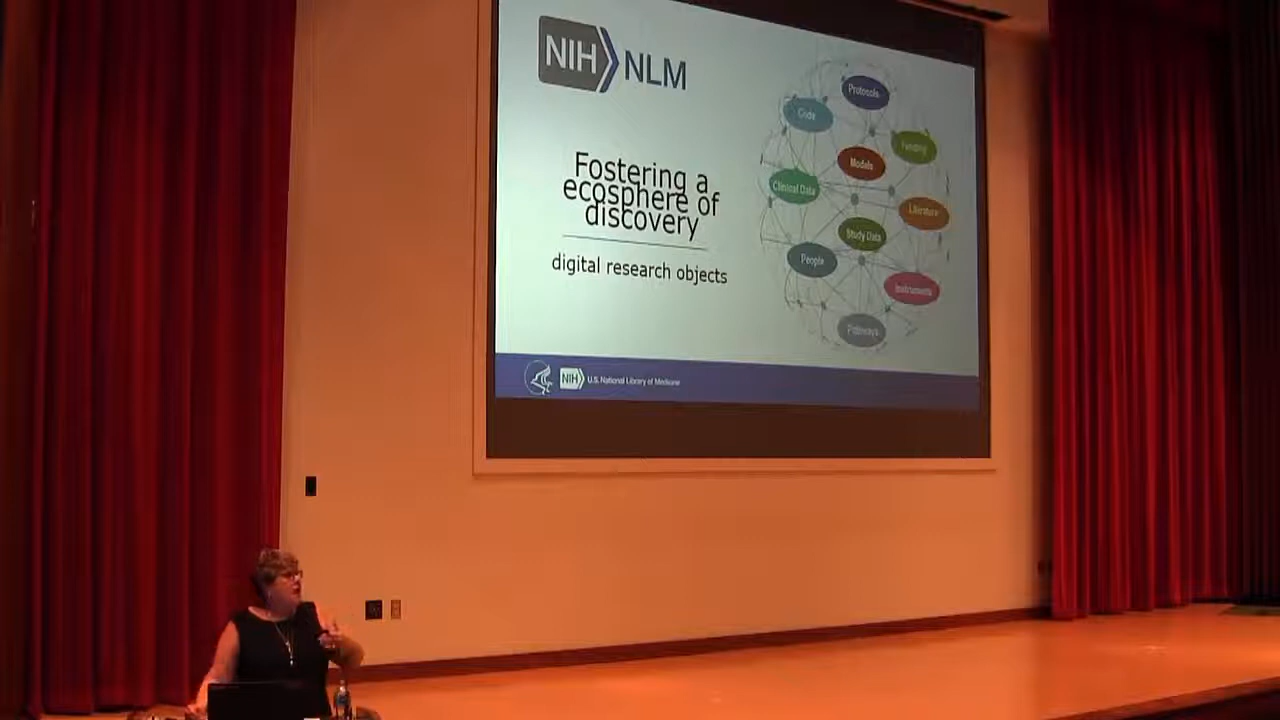 NIH NLM
Fostering a
ecosphere of
discovery
digital research objects
Protocols
Code
Funding
Models
Clinical Data
Literature
Study Data
People
Instruments
Pathways
NIH U.S. National Library of Medicine